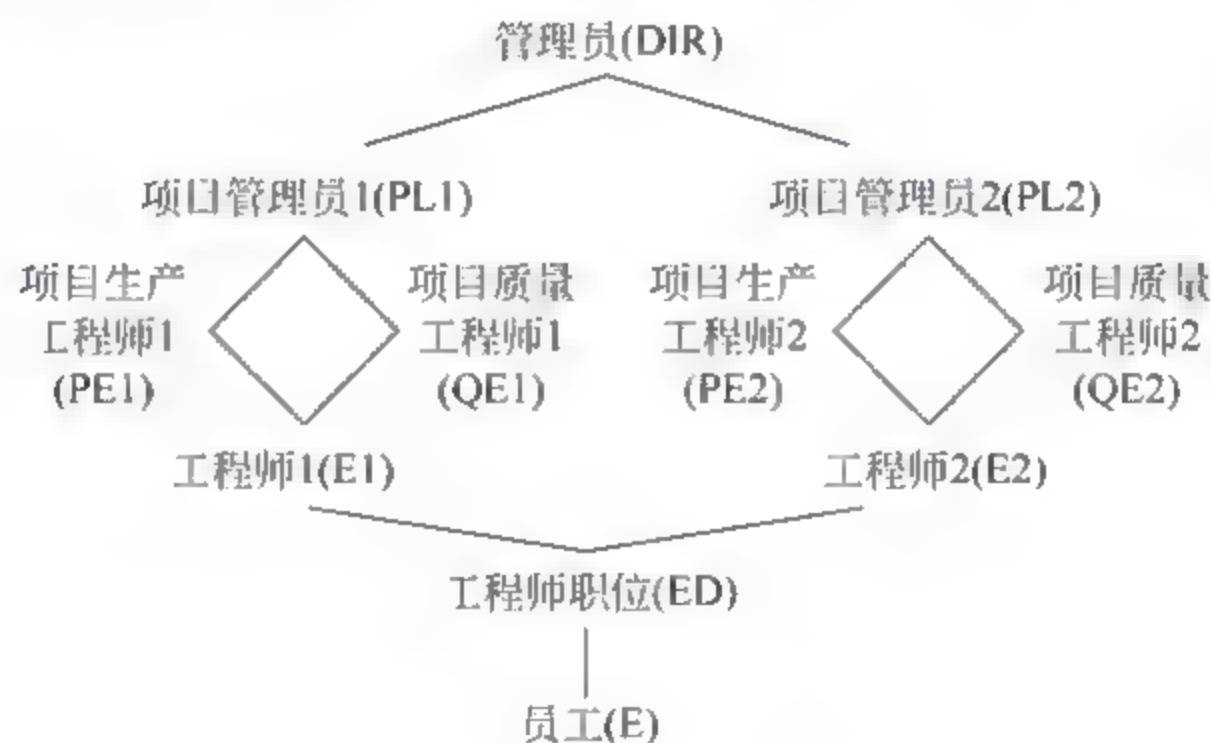 管理员(DIR)
项目管理员1(PL1)
项目管理员2(PL2)
项目生产
工程师1
(PE1)
项目质量
工程师1
(QE1)
项目生产
工程师2
(PE2)
项目质量
工程师2
(QE2)
工程师1(E1)
工程师2(E2)
工程师职位(ED)
员工(E)